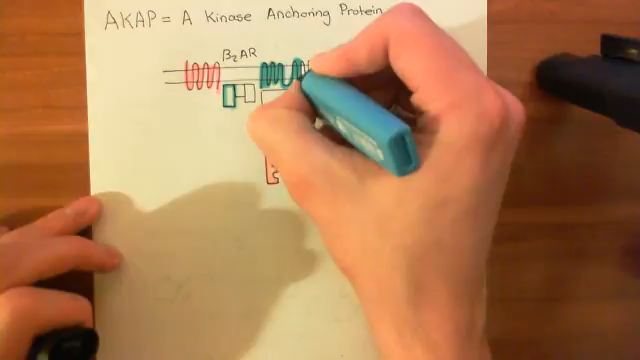 AKAP = A Kinase Anchoring Protein
β₂AR